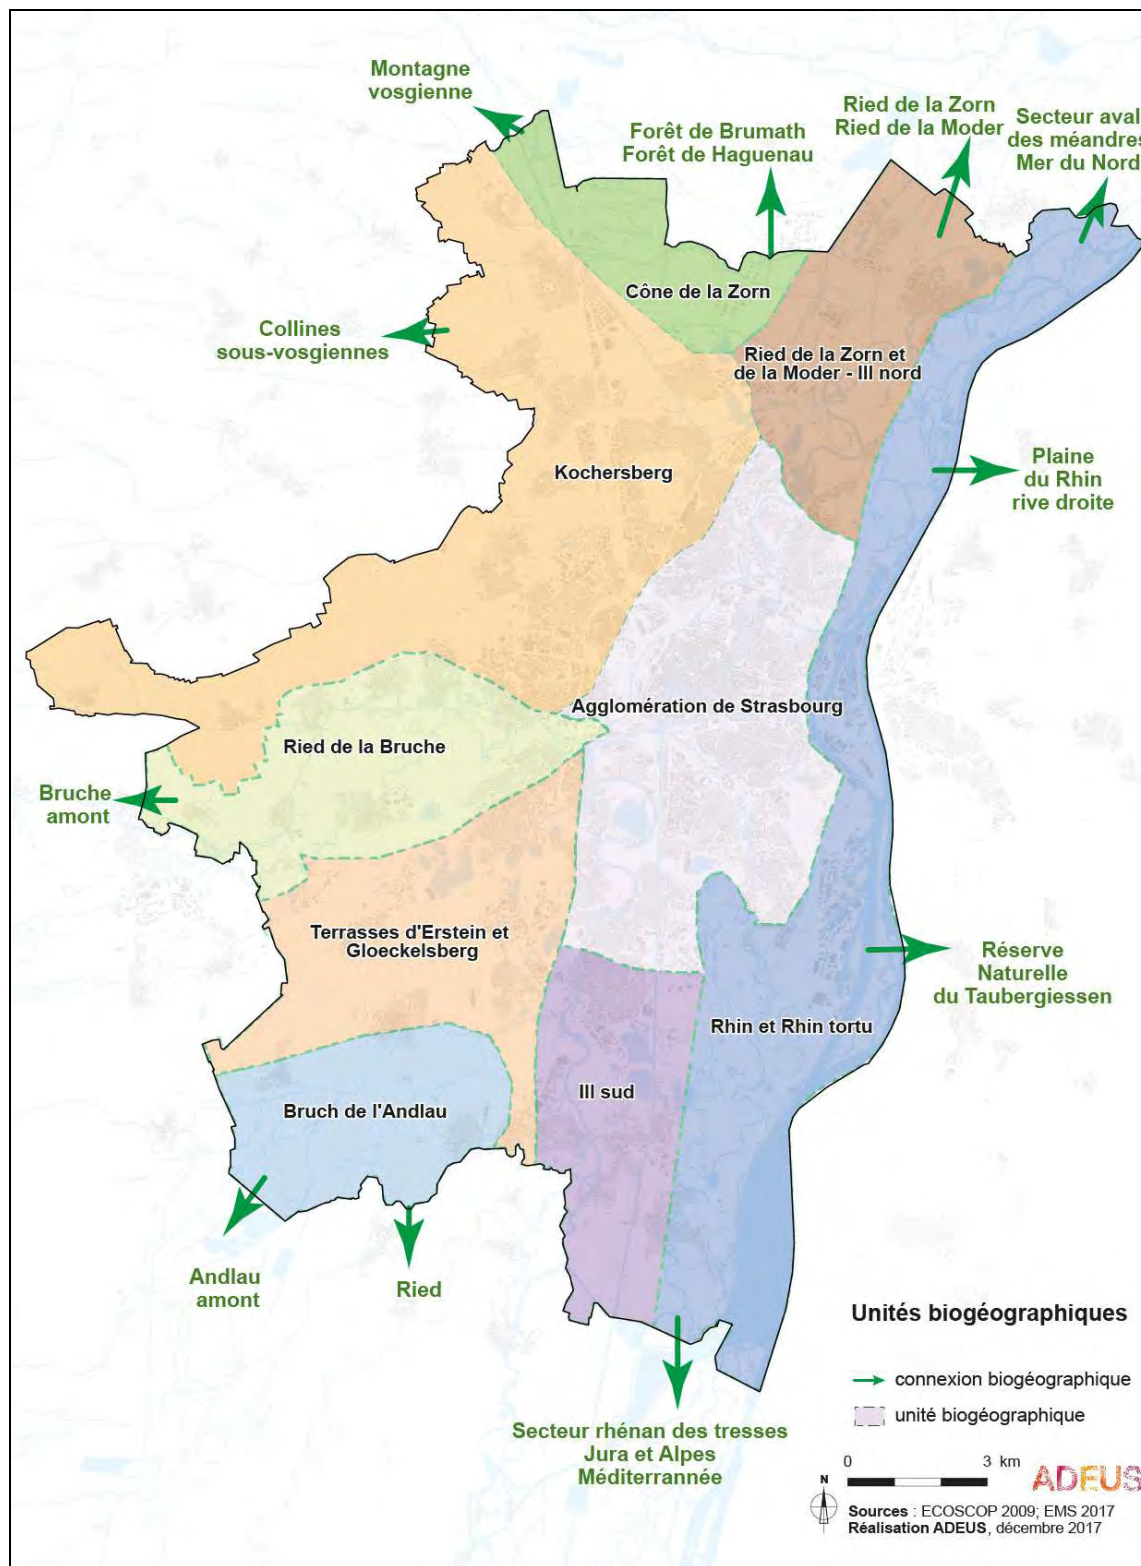 Montagne
vosgienne
Forêt de Brumath
Forêt de Haguenau
Ried de la Zorn
Ried de la Moder
Secteur aval
des méandres
Mer du Nord
Cône de la Zorn
Collines
sous-vosgiennes
Ried de la Zorn et
de la Moder - Ill nord
Kochersberg
Plaine
du Rhin
rive droite
Agglomération de Strasbourg
Ried de la Bruche
Bruche
amont
Terrasses d'Erstein et
Gloeckelsberg
Réserve
Naturelle
du Taubergiessen
Rhin et Rhin tortu
Ill sud
Bruch de l'Andlau
Andlau
amont
Ried
Secteur rhénan des tresses
Jura et Alpes
Méditerrannée
Unités biogéographiques
connexion biogéographique
unité biogéographique
0 3 km
N
ADEUS
Sources : ECOSCOP 2009; EMS 2017
Réalisation ADEUS, décembre 2017